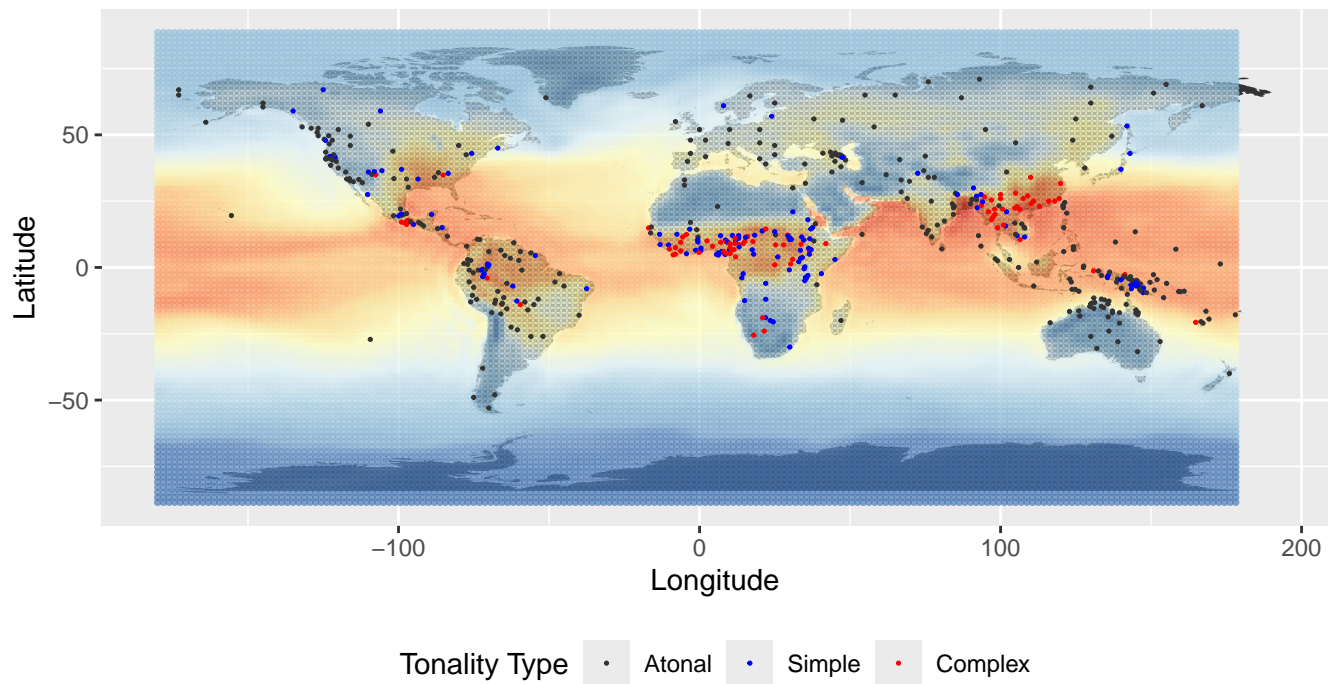 50
0
−50
Latitude
−100
0
100
200
Longitude
Tonality Type
Atonal
Simple
Complex